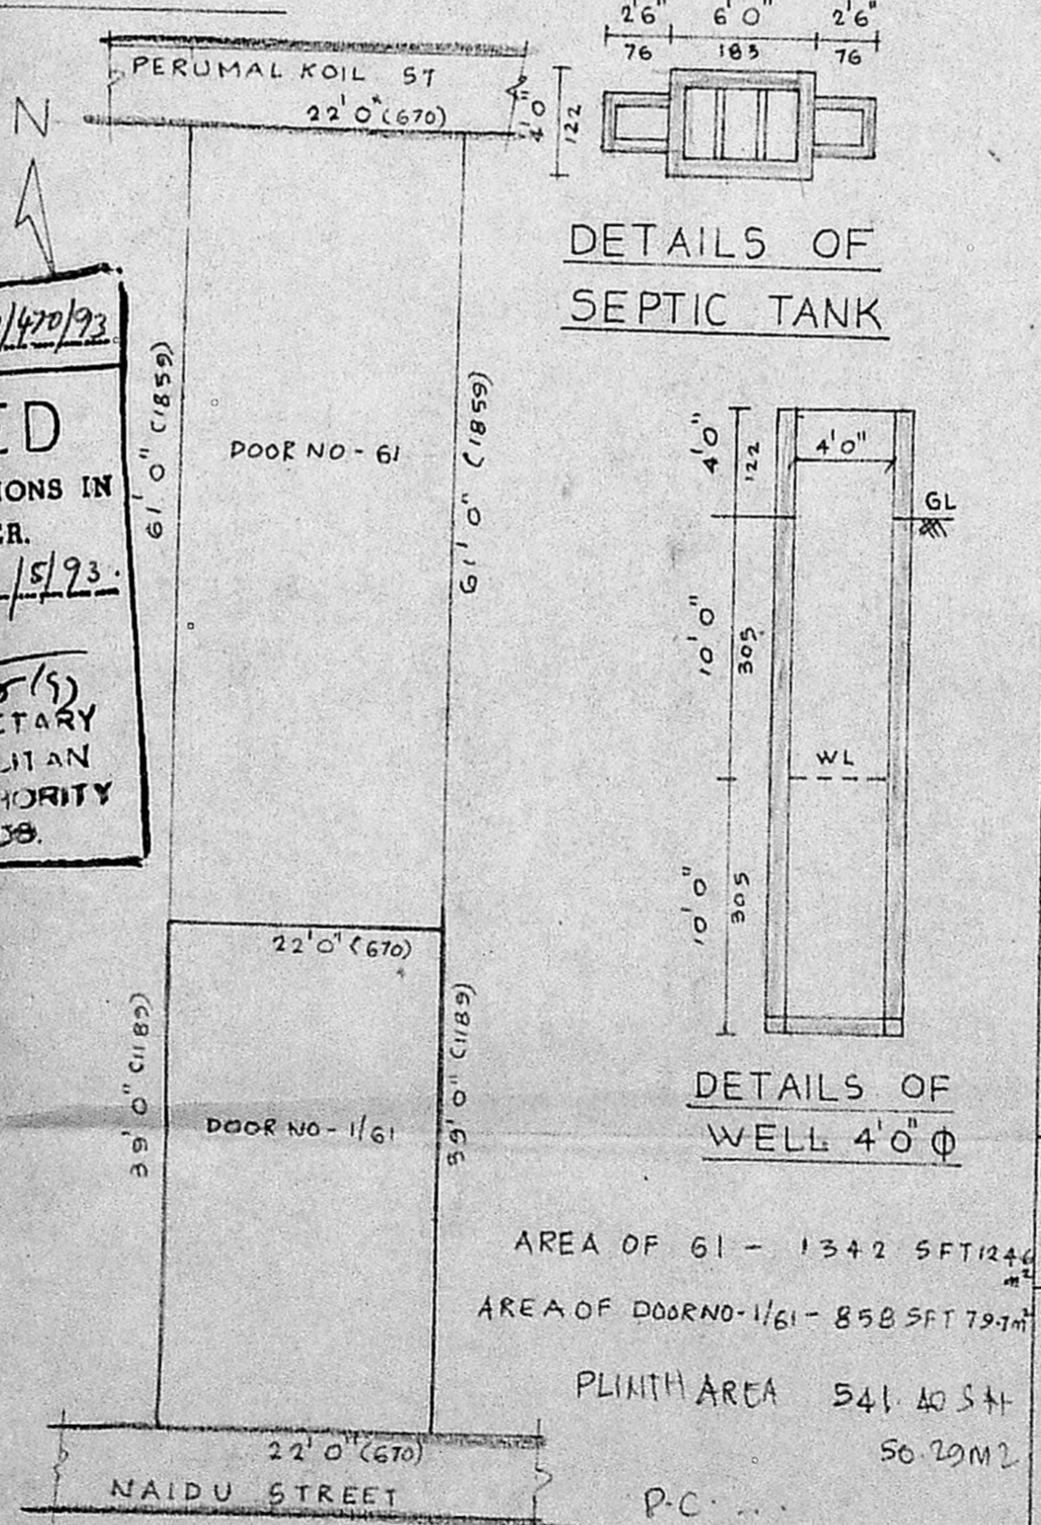 PERUMAL KOIL ST
22'0" (670)
N
61'0" (1859)
DOOR NO - 61
61'0" (1859)
22'0" (670)
39'0" (1189)
DOOR NO - 1/61
39'0" (1189)
22'0" (670)
NAIDU STREET
/470/93
ED
IONS IN
ER.
/5/93.
ETARY
LITAN
HORITY
08.
2'6" 6'0" 2'6"
76 183 76
4'0"
122
DETAILS OF
SEPTIC TANK
4'0"
122
4'0"
GL
10'0"
305
WL
10'0"
305
DETAILS OF
WELL 4'0" Φ
AREA OF 61 - 1342 SFT 1246
m²
AREA OF DOOR NO - 1/61 - 858 SFT 79.7m²
PLINTH AREA 541.40 Sft
50.29 M2
P.C.